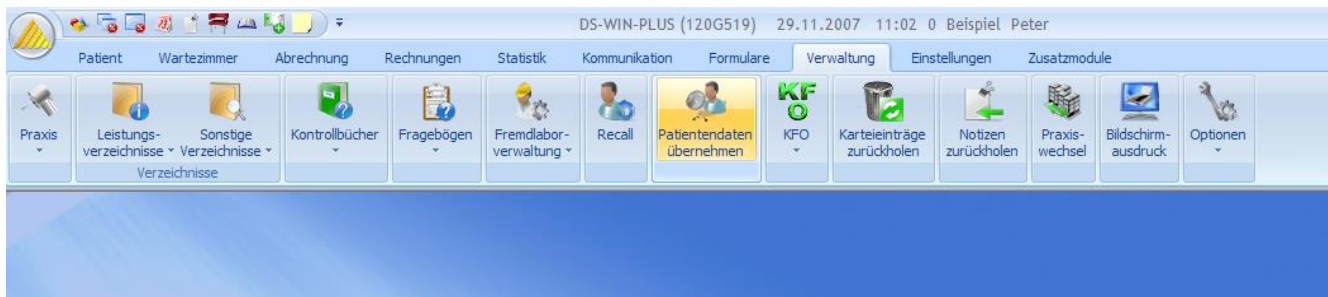 DS-WIN-PLUS (120G519) 29.11.2007 11:02 0 Beispiel Peter
Patient Wartezimmer Abrechnung Rechnungen Statistik Kommunikation Formulare Verwaltung Einstellungen Zusatzmodule
KF
O
Praxis Leistungs- Sonstige Kontrollbücher Fragebögen Fremdlabor- Recall Patientendaten KFO Karteieinträge Notizen Praxis- Bildschirm- Optionen
verzeichnisse Verzeichnisse verwaltung übernehmen zurückholen zurückholen wechsel ausdruck
Verzeichnisse